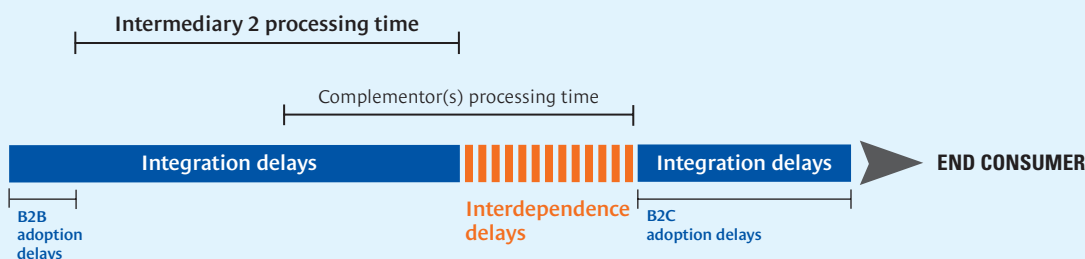 Intermediary 2 processing time
Complementor(s) processing time
Integration delays
Integration delays
END CONSUMER
B2B
adoption
delays
Interdependence
delays
B2C
adoption delays